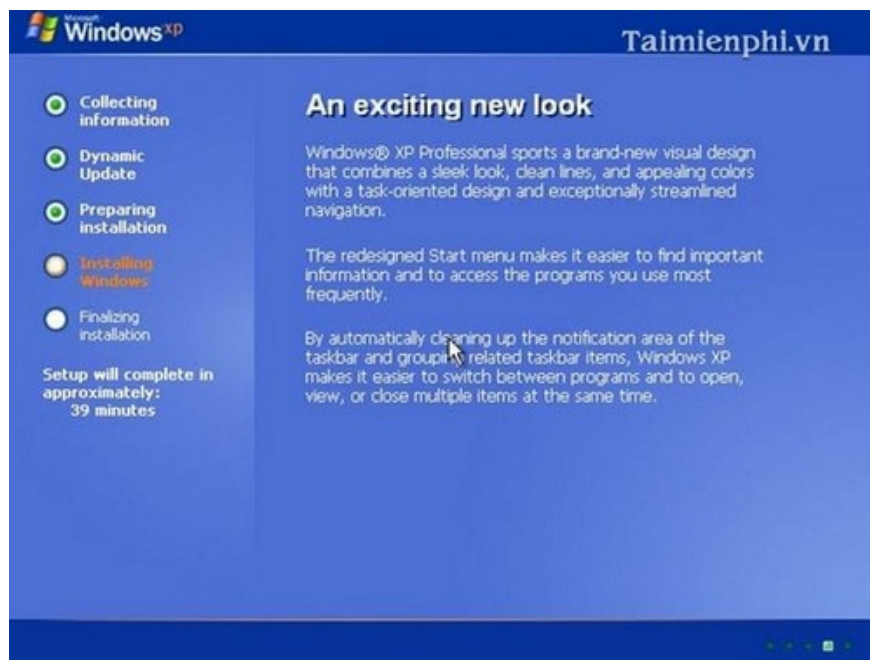 Microsoft
Windows xp
Taimienphi.vn
Collecting
information
Dynamic
Update
Preparing
installation
Installing
Windows
Finalizing
installation
Setup will complete in
approximately:
39 minutes
An exciting new look
Windows® XP Professional sports a brand-new visual design
that combines a sleek look, clean lines, and appealing colors
with a task-oriented design and exceptionally streamlined
navigation.
The redesigned Start menu makes it easier to find important
information and to access the programs you use most
frequently.
By automatically cleaning up the notification area of the
taskbar and grouping related taskbar items, Windows XP
makes it easier to switch between programs and to open,
view, or close multiple items at the same time.